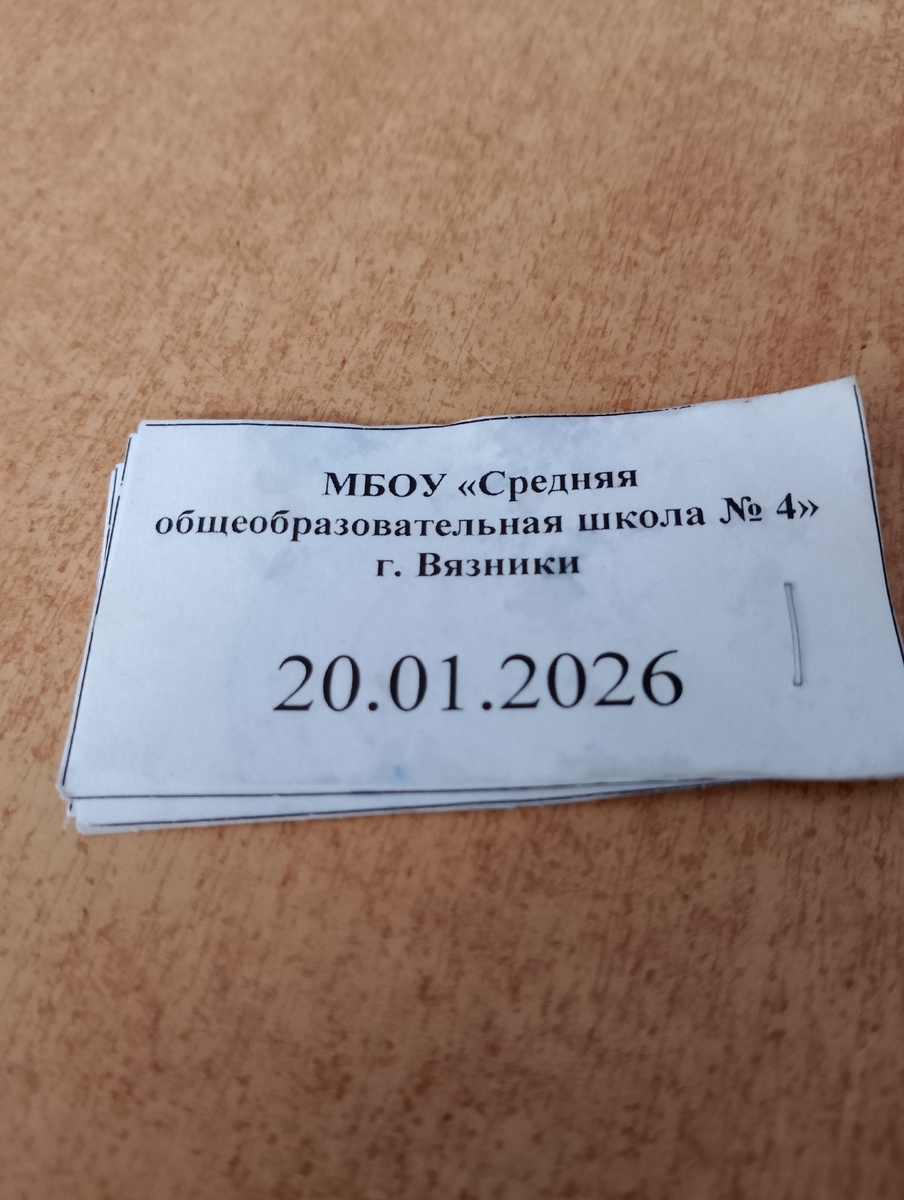 МБОУ «Средняя
общеобразовательная школа № 4»
г. Вязники
20.01.2026